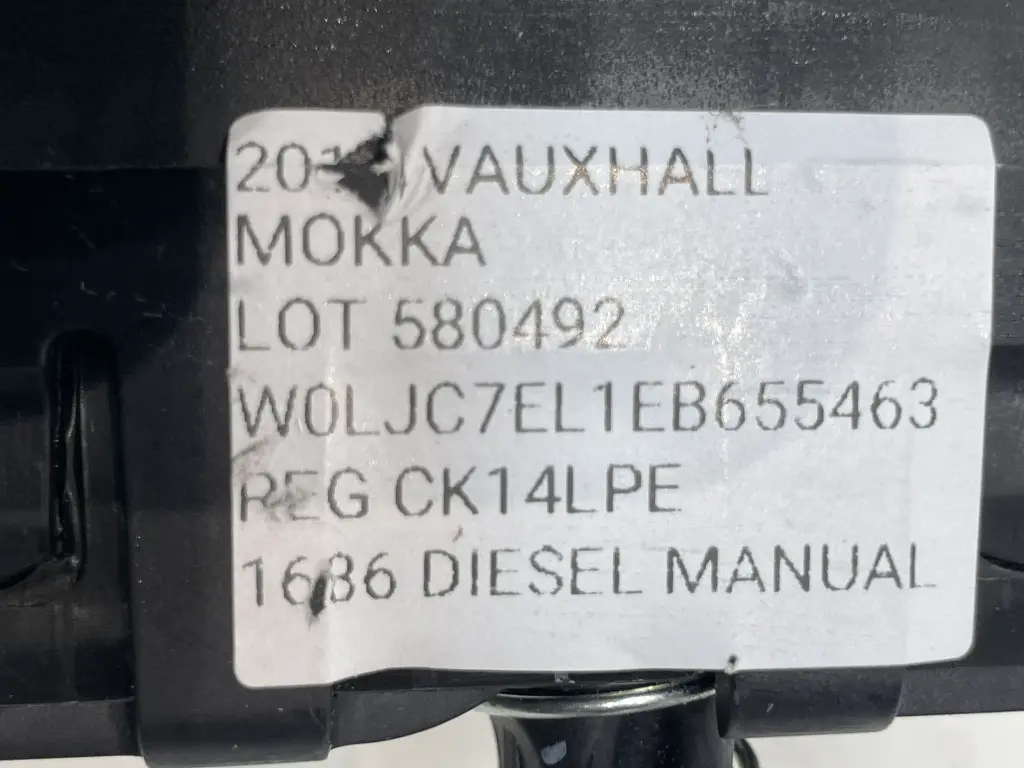 VAUXHALL
MOKKA
LOT 580492
W0LJC7EL1EB655463
REG CK14LPE
1686 DIESEL MANUAL